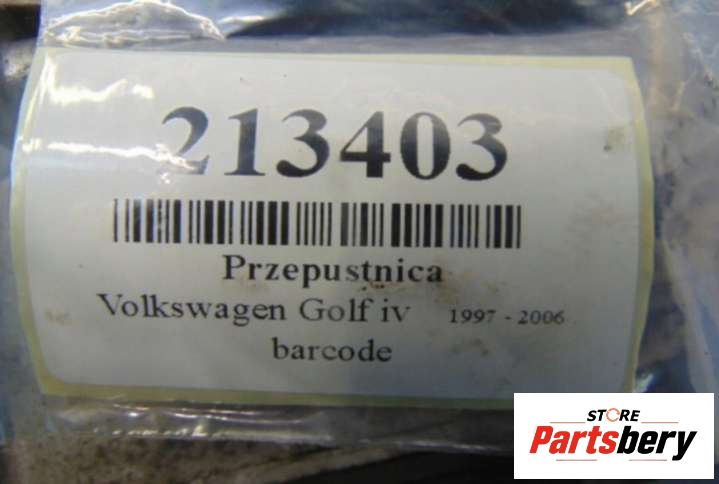 213403
Przepustnica
Volkswagen Golf iv 1997 - 2006
barcode
STORE
Partsbery